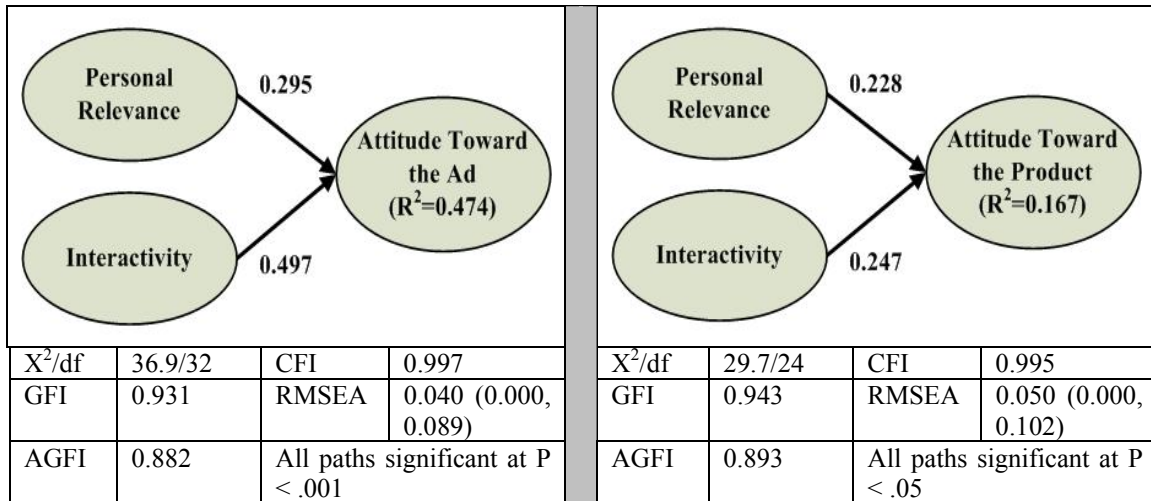 Personal
Relevance
0.295
Attitude Toward
the Ad
(R²=0.474)
Interactivity
0.497
X²/df 36.9/32 CFI 0.997
GFI 0.931 RMSEA 0.040 (0.000,
0.089)
AGFI 0.882 All paths significant at P
< .001
Personal
Relevance
0.228
Attitude Toward
the Product
(R²=0.167)
Interactivity
0.247
X²/df 29.7/24 CFI 0.995
GFI 0.943 RMSEA 0.050 (0.000,
0.102)
AGFI 0.893 All paths significant at P
< .05